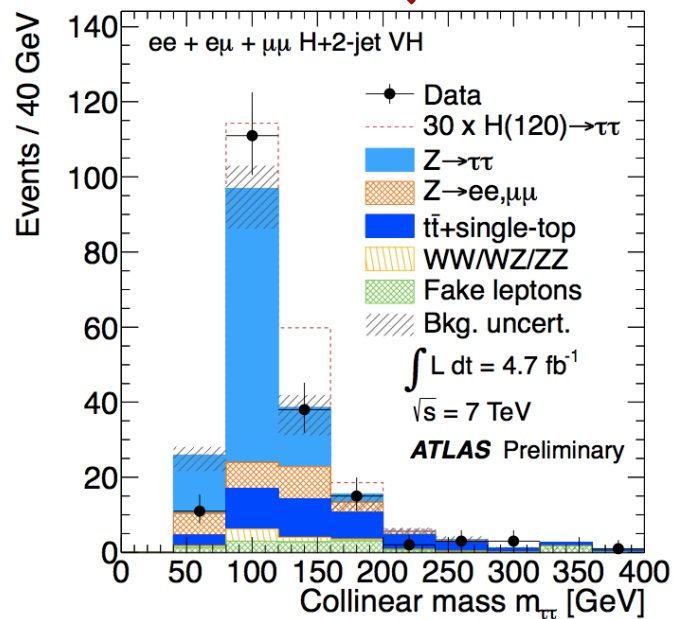 Events / 40 GeV
140
120
100
80
60
40
20
0
ee + eμ + μμ H+2-jet VH
Data
30 x H(120)→ττ
Z→ττ
Z→ee,μμ
tt̄+single-top
WW/WZ/ZZ
Fake leptons
Bkg. uncert.
∫ L dt = 4.7 fb⁻¹
√s = 7 TeV
ATLAS Preliminary
0 50 100 150 200 250 300 350 400
Collinear mass m_ττ [GeV]